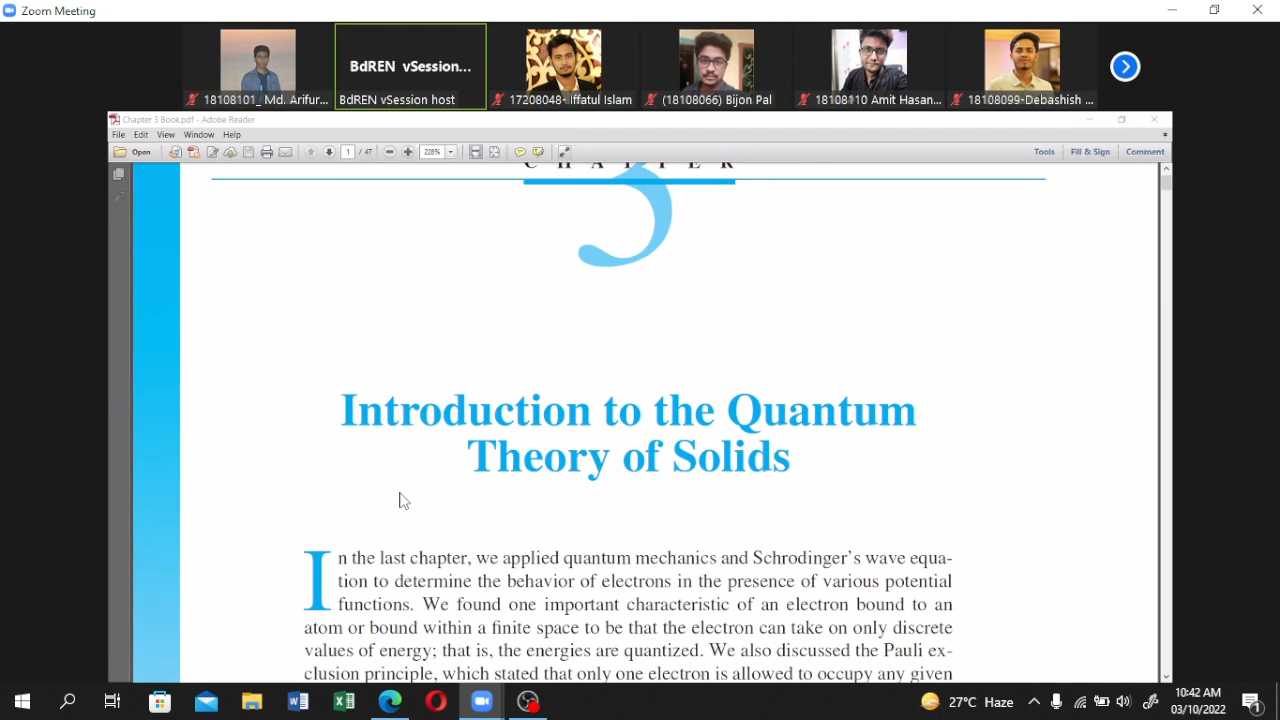 Zoom Meeting
BdREN vSession...
18108101_ Md. Arifur...
BdREN vSession host
17208048- Iffatul Islam
(18108066) Bijon Pal
18108110 Amit Hasan...
18108099-Debashish ...
Chapter 3 Book.pdf - Adobe Reader
File Edit View Window Help
Open
1 / 47
228%
Tools
Fill & Sign
Comment
CHAPTER
3
Introduction to the Quantum
Theory of Solids
In the last chapter, we applied quantum mechanics and Schrodinger's wave equa-
tion to determine the behavior of electrons in the presence of various potential
functions. We found one important characteristic of an electron bound to an
atom or bound within a finite space to be that the electron can take on only discrete
values of energy; that is, the energies are quantized. We also discussed the Pauli ex-
clusion principle, which stated that only one electron is allowed to occupy any given
27°C Haze
10:42 AM
03/10/2022
1